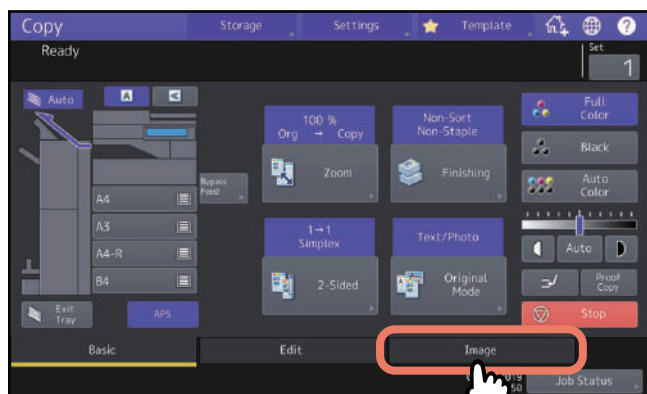 Copy
Storage
Settings
Template
?
Ready
Set
1
Auto
A
A
Full
Color
100 %
Org → Copy
Non-Sort
Non-Staple
Black
Zoom
Finishing
Auto
Color
Bypass
Feed
A4
A3
A4-R
B4
1→1
Simplex
Text/Photo
2-Sided
Original
Mode
Auto
Proof
Copy
Exit
Tray
APS
Stop
Basic
Edit
Image
Job Status